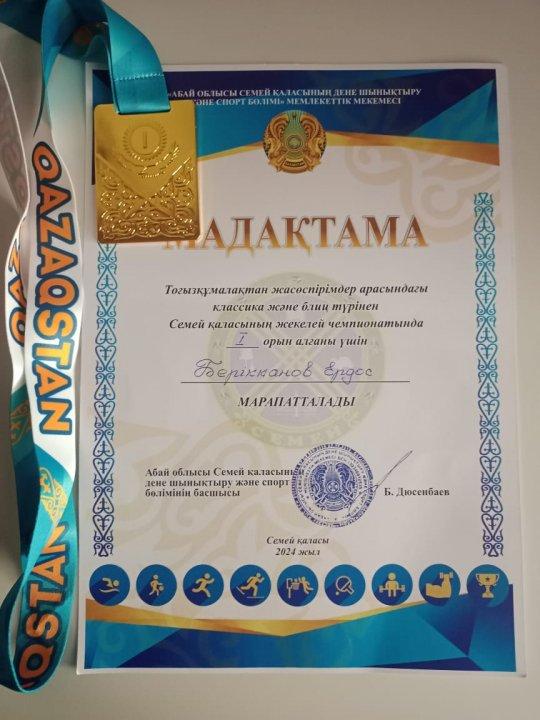 «АБАЙ ОБЛЫСЫ СЕМЕЙ ҚАЛАСЫНЫҢ ДЕНЕ ШЫНЫҚТЫРУ
ЖӘНЕ СПОРТ БӨЛІМІ» МЕМЛЕКЕТТІК МЕКЕМЕСІ
I
МАДАҚТАМА
Тоғызқұмалақтан жасөспірімдер арасындағы
классика және блиц түрінен
Семей қаласының жекелей чемпионатында
I орын алғаны үшін
Берікканов Ердос
МАРАПАТТАЛАДЫ
Абай облысы Семей қаласының
дене шынықтыру және спорт
бөлімінің басшысы
Б. Дюсенбаев
Семей қаласы
2024 жыл
QAZAQSTAN
QSTAN